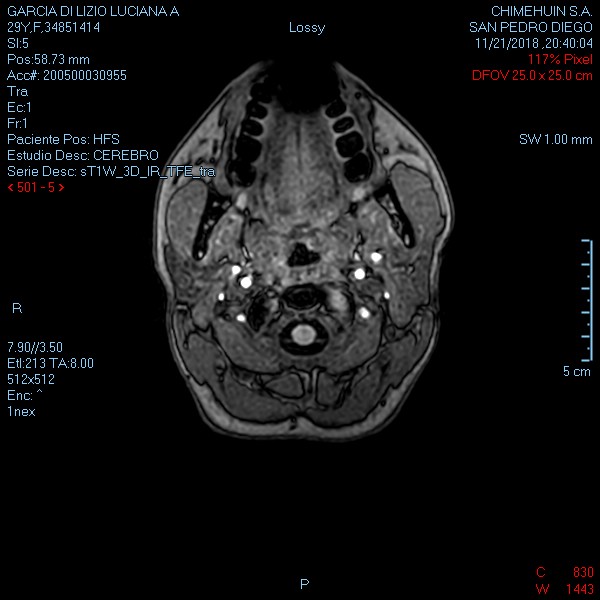 GARCIA DI LIZIO LUCIANA A
29Y,F,34851414
Sl:5
Pos:58.73 mm
Acc#: 200500030955
Tra
Ec:1
Fr:1
Paciente Pos: HFS
Estudio Desc: CEREBRO
Serie Desc: sT1W_3D_IR_TFE_tra
< 501 - 5 >
Lossy
CHIMEHUIN S.A.
SAN PEDRO DIEGO
11/21/2018 ,20:40:04
117% Pixel
DFOV 25.0 x 25.0 cm
SW 1.00 mm
R
5 cm
7.90//3.50
Etl:213 TA:8.00
512x512
Enc: ^
1nex
P
C 830
W 1443